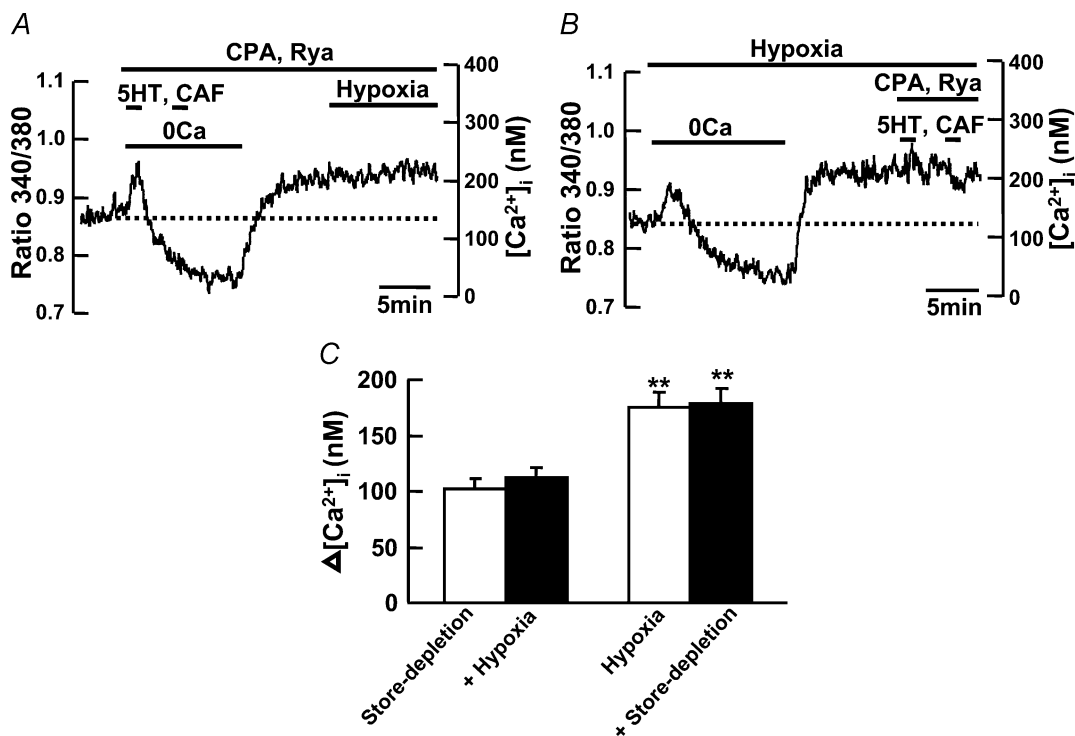 A
CPA, Rya
5HT, CAF
Hypoxia
0Ca
1.1
1.0
0.9
0.8
0.7
Ratio 340/380
400
300
200
100
0
[Ca2+]i (nM)
5min
B
Hypoxia
CPA, Rya
0Ca
5HT, CAF
1.1
1.0
0.9
0.8
0.7
Ratio 340/380
400
300
200
100
0
[Ca2+]i (nM)
5min
C
200
150
100
50
0
Δ[Ca2+]i (nM)
**
**
Store-depletion
+ Hypoxia
Hypoxia
+ Store-depletion